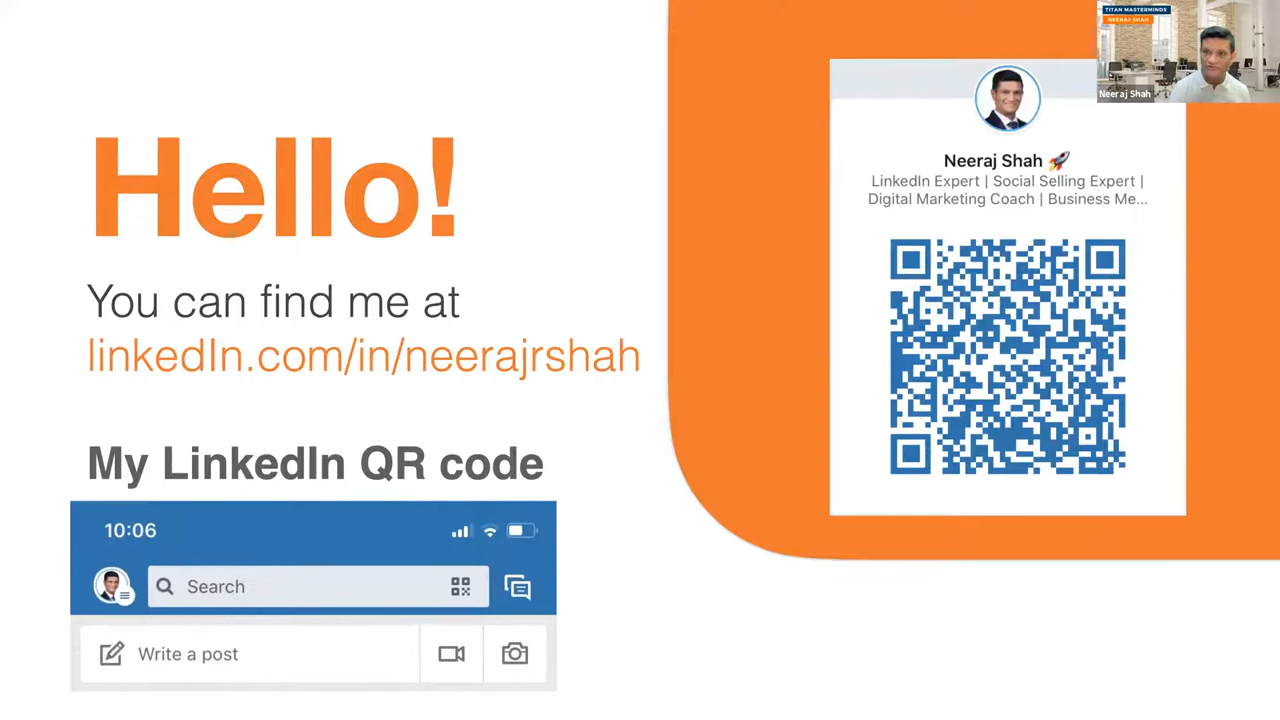 Hello!
You can find me at
linkedIn.com/in/neerajrshah
My LinkedIn QR code
10:06
Search
Write a post
Neeraj Shah 🚀
LinkedIn Expert | Social Selling Expert |
Digital Marketing Coach | Business Me...
TITAN MASTERMINDS
NEERAJ SHAH
Neeraj Shah